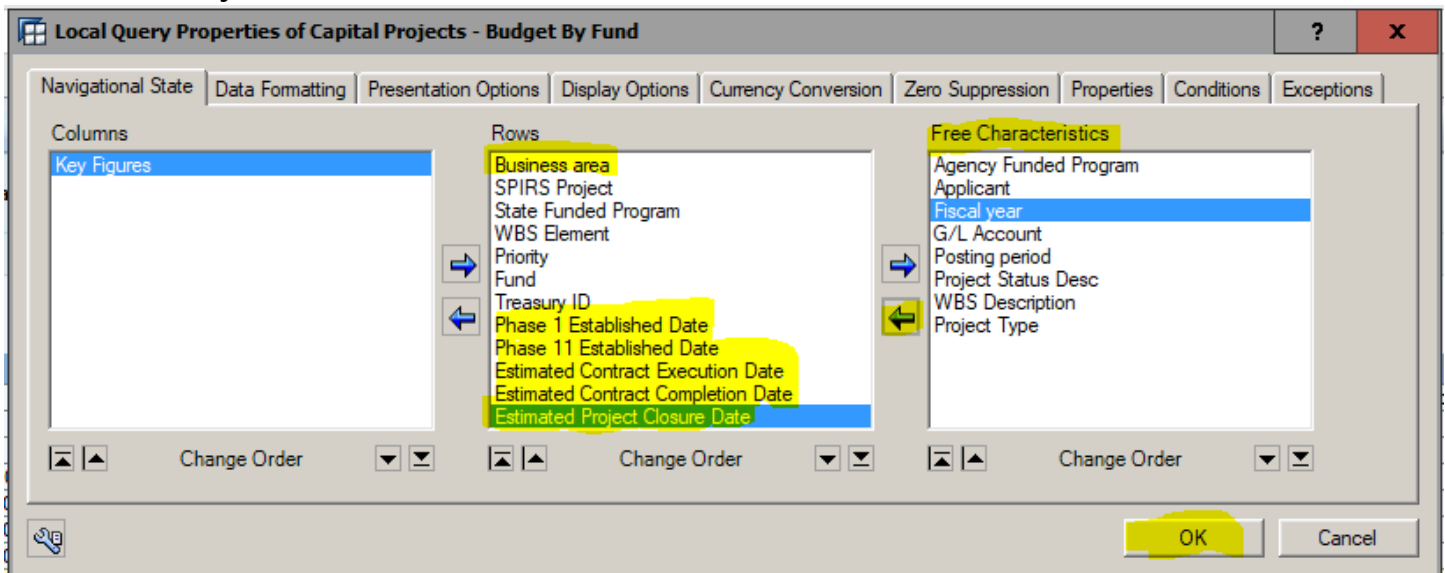 Local Query Properties of Capital Projects - Budget By Fund ? x
Navigational State Data Formatting Presentation Options Display Options Currency Conversion Zero Suppression Properties Conditions Exceptions
Columns
Key Figures
Change Order
Rows
Business area
SPIRS Project
State Funded Program
WBS Element
Priority
Fund
Treasury ID
Phase 1 Established Date
Phase 11 Established Date
Estimated Contract Execution Date
Estimated Contract Completion Date
Estimated Project Closure Date
Change Order
Free Characteristics
Agency Funded Program
Applicant
Fiscal year
G/L Account
Posting period
Project Status Desc
WBS Description
Project Type
Change Order
OK Cancel